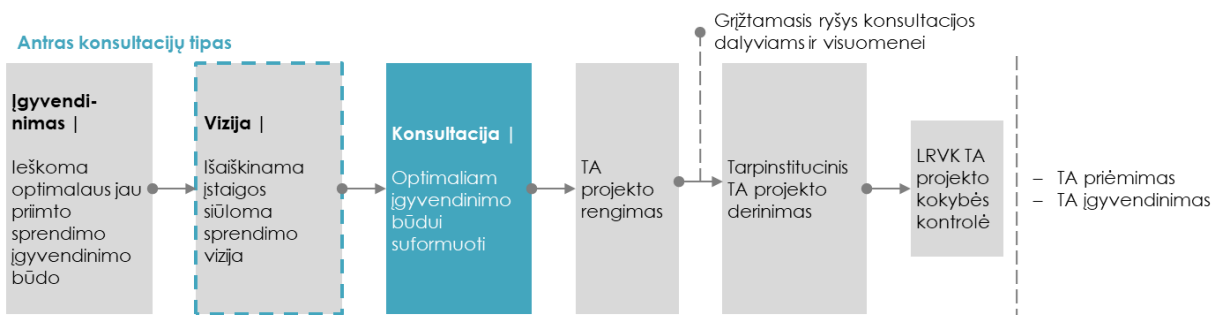 Antras konsultacijų tipas
Grįžtamasis ryšys konsultacijos
dalyviams ir visuomenei
Įgyvendi-
nimas |
Ieškoma
optimalaus jau
priimto
sprendimo
įgyvendinimo
būdo
Vizija |
Išaiškinama
įstaigos
siūloma
sprendimo
vizija
Konsultacija |
Optimaliam
įgyvendinimo
būdui
suformuoti
TA
projekto
rengimas
Tarpinstitucinis
TA projekto
derinimas
LRVK TA
projekto
kokybės
kontrolė
– TA priėmimas
– TA įgyvendinimas